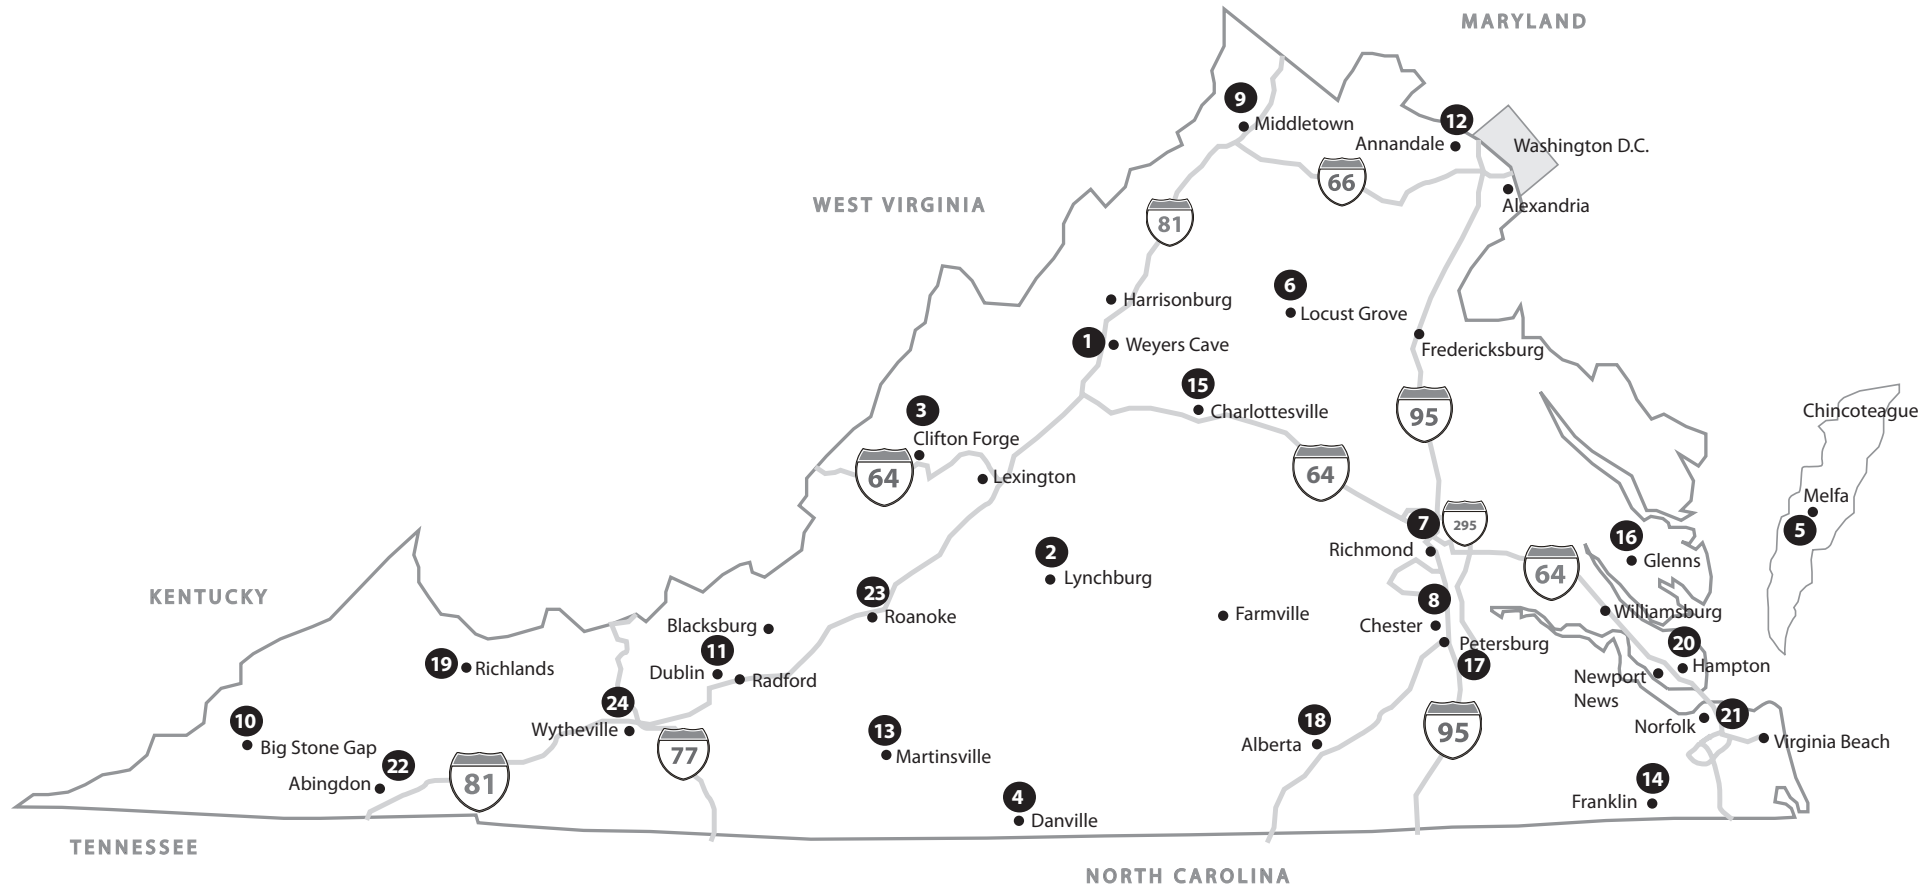 MARYLAND
9
Middletown
12
Annandale
Washington D.C.
66
Alexandria
WEST VIRGINIA
81
6
Harrisonburg
Locust Grove
1
Weyers Cave
Fredericksburg
15
Charlottesville
95
Chincoteague
3
Clifton Forge
64
Lexington
64
Melfa
5
7
295
Richmond
16
Glenns
2
Lynchburg
64
KENTUCKY
23
Roanoke
Farmville
8
Chester
Williamsburg
Blacksburg
11
Dublin
Radford
Petersburg
17
20
Hampton
Newport
News
19
Richlands
24
Wytheville
10
Big Stone Gap
22
Abingdon
81
77
13
Martinsville
18
Alberta
95
Norfolk
21
Virginia Beach
4
Danville
14
Franklin
TENNESSEE
NORTH CAROLINA